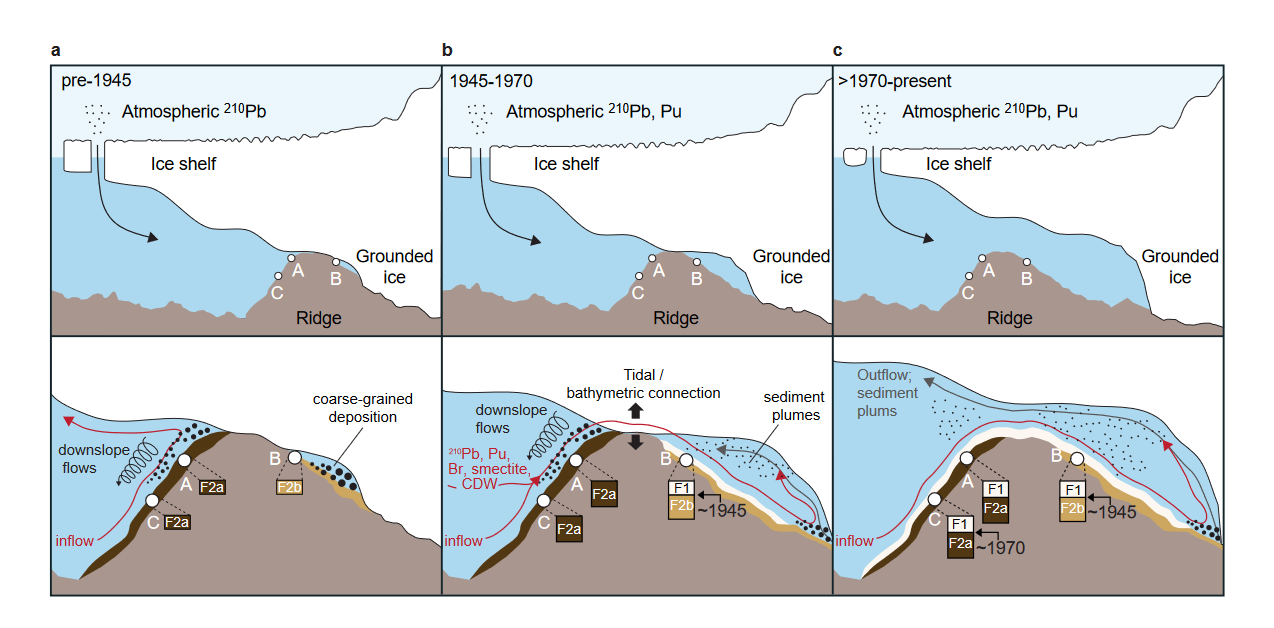 a
b
c
pre-1945
Atmospheric ²¹⁰Pb
Ice shelf
Grounded
ice
A
B
C
Ridge
1945-1970
Atmospheric ²¹⁰Pb, Pu
Ice shelf
Grounded
ice
A
B
C
Ridge
>1970-present
Atmospheric ²¹⁰Pb, Pu
Ice shelf
Grounded
ice
A
B
C
Ridge
coarse-grained
deposition
downslope
flows
B
A
F2a
F2b
C
F2a
inflow
Tidal /
bathymetric connection
downslope
flows
sediment
plumes
²¹⁰Pb, Pu,
Br, smectite,
CDW
B
A
F2a
F1
F2b
~1945
C
F2a
inflow
Outflow;
sediment
plums
B
A
F1
F2a
F1
F2b
~1945
C
F1
F2a
~1970
inflow